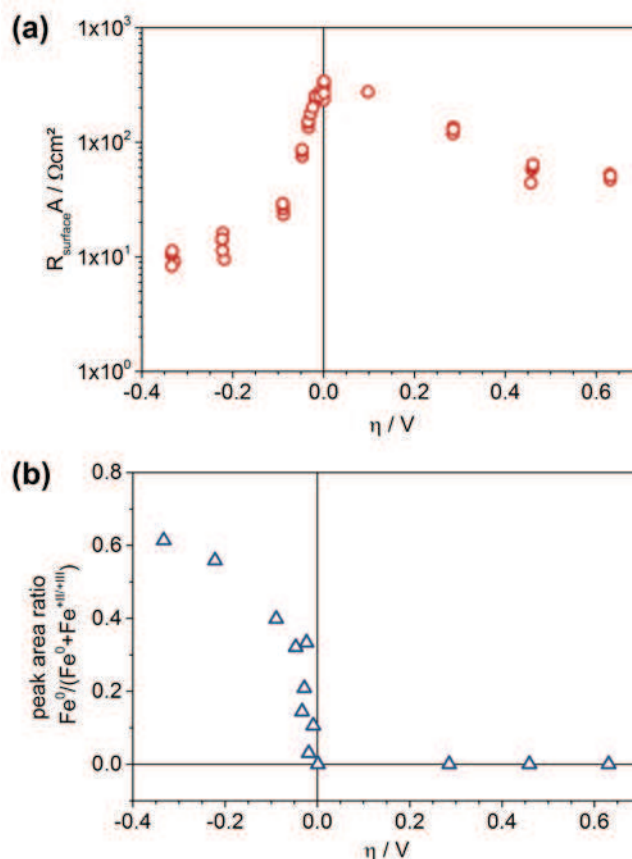 (a)
1x10³
1x10²
1x10¹
1x10⁰
R_surface A / Ωcm²
-0.4 -0.2 0.0 0.2 0.4 0.6
η / V
(b)
0.8
0.6
0.4
0.2
0.0
peak area ratio
Fe⁰/(Fe⁰+Fe⁺ᴵᴵ/⁺ᴵᴵᴵ)
-0.4 -0.2 0.0 0.2 0.4 0.6
η / V